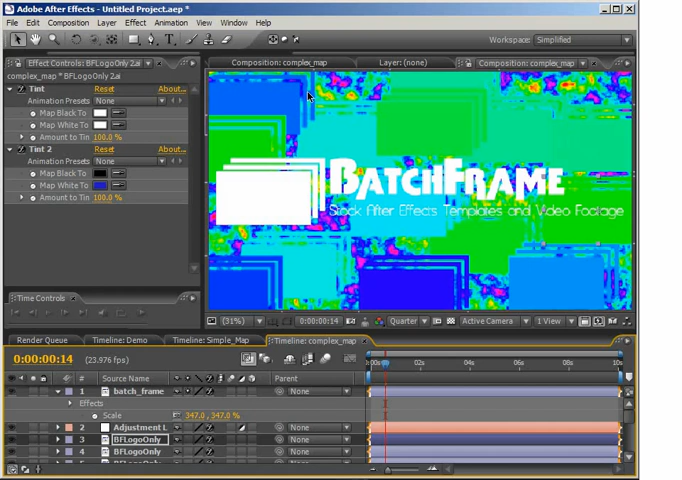 Adobe After Effects - Untitled Project.aep *
File Edit Composition Layer Effect Animation View Window Help
Workspace: Simplified
Effect Controls: BFLogoOnly 2.ai
Composition: complex_map
Layer: (none)
Composition: complex_map
complex_map * BFLogoOnly 2.ai
Tint Reset About...
Animation Presets None
Map Black To
Map White To
Amount to Tin 100.0 %
Tint 2 Reset About...
Animation Presets None
Map Black To
Map White To
Amount to Tin 100.0 %
BATCHFRAME
Stock After Effects Templates and Video Footage
Time Controls
(31%) 0:00:00:14 Quarter Active Camera 1 View
Render Queue Timeline: Demo Timeline: Simple_Map Timeline: complex_map
0:00:00:14 (23.976 fps)
# Source Name Parent
02s 04s 06s 08s 10s
1 batch_frame None
Effects
Scale 347.0, 347.0 %
2 Adjustment L None
3 BFLogoOnly None
4 BFLogoOnly None